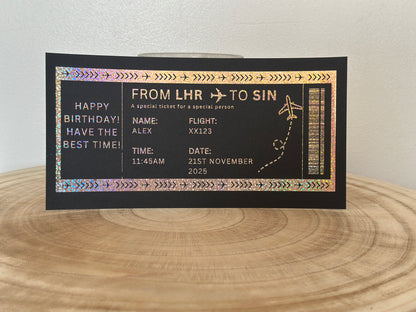 HAPPY
BIRTHDAY!
HAVE THE
BEST TIME!
FROM LHR TO SIN
A special ticket for a special person
NAME: FLIGHT:
ALEX XX123
TIME: DATE:
11:45AM 21ST NOVEMBER
2025